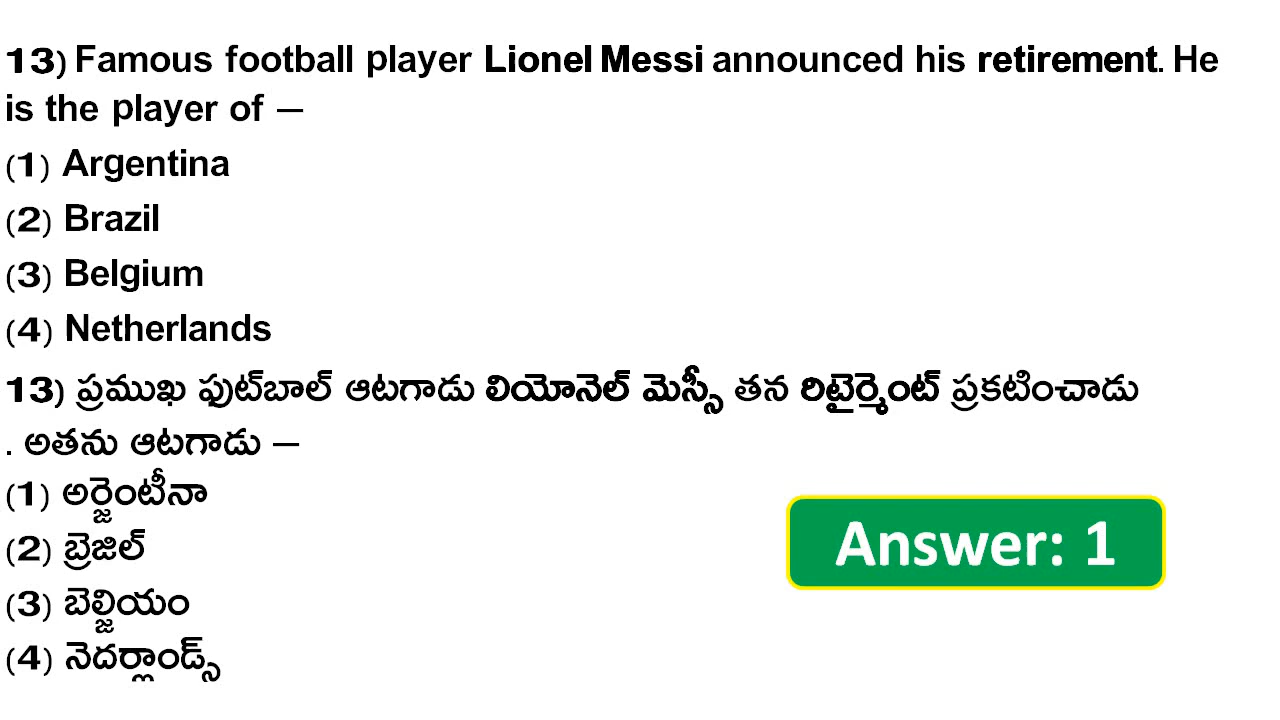 13) Famous football player Lionel Messi announced his retirement. He
is the player of —
(1) Argentina
(2) Brazil
(3) Belgium
(4) Netherlands
13) ప్రముఖ ఫుట్‌బాల్ ఆటగాడు లియోనెల్ మెస్సీ తన రిటైర్మెంట్ ప్రకటించాడు
. అతను ఆటగాడు —
(1) అర్జెంటీనా
(2) బ్రెజిల్
(3) బెల్జియం
(4) నెదర్లాండ్స్
Answer: 1